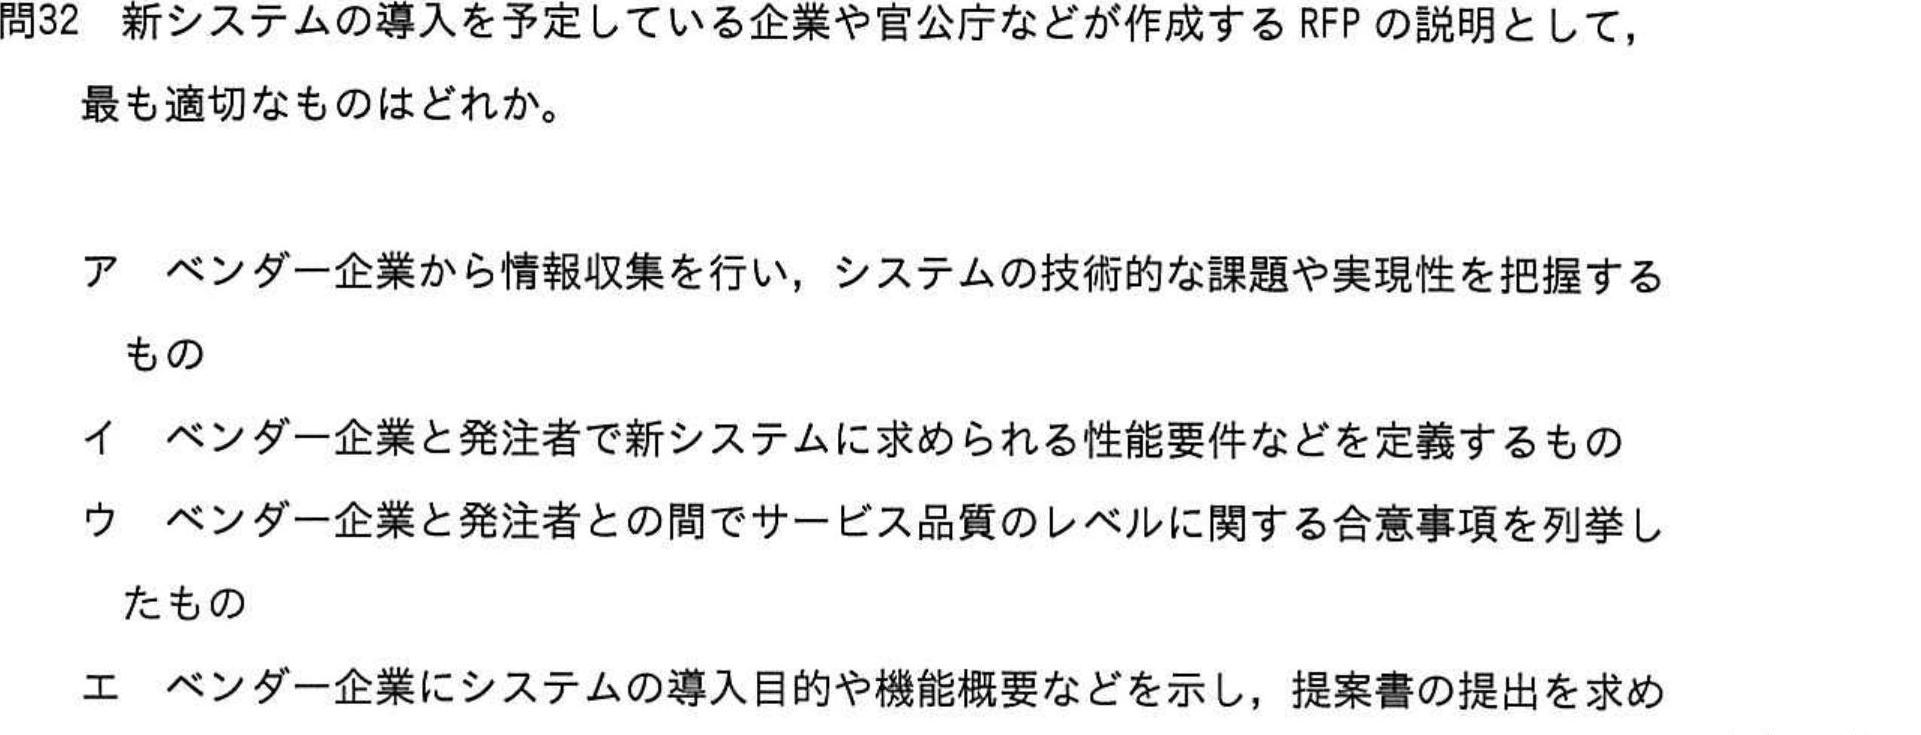 問32 新システムの導入を予定している企業や官公庁などが作成する RFP の説明として，
最も適切なものはどれか。
ア ベンダー企業から情報収集を行い，システムの技術的な課題や実現性を把握する
もの
イ ベンダー企業と発注者で新システムに求められる性能要件などを定義するもの
ウ ベンダー企業と発注者との間でサービス品質のレベルに関する合意事項を列挙し
たもの
エ ベンダー企業にシステムの導入目的や機能概要などを示し，提案書の提出を求め